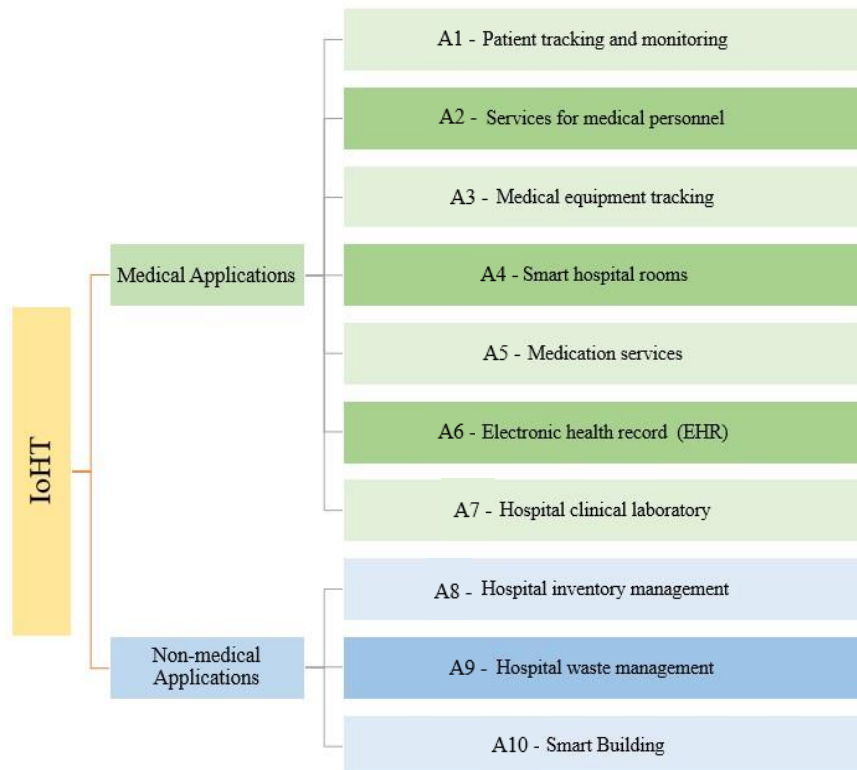 IoHT
Medical Applications
A1 - Patient tracking and monitoring
A2 - Services for medical personnel
A3 - Medical equipment tracking
A4 - Smart hospital rooms
A5 - Medication services
A6 - Electronic health record (EHR)
A7 - Hospital clinical laboratory
Non-medical
Applications
A8 - Hospital inventory management
A9 - Hospital waste management
A10 - Smart Building